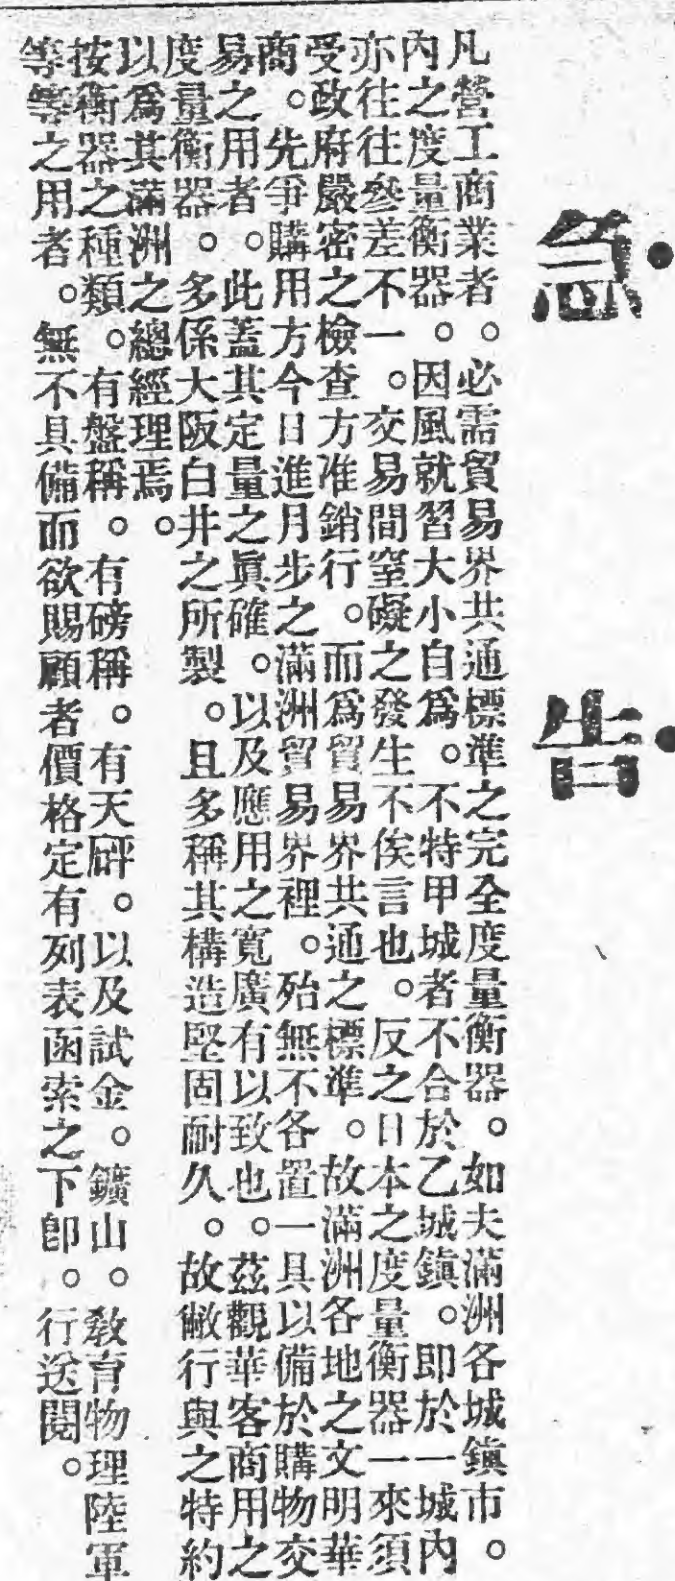 急告
凡營工商業者。必需貿易界共通標準之完全度量衡器。如夫滿洲各城鎮市。
內之度量衡器。因風就習大小自爲。不特甲城者不合於乙城鎮。即於一城內
亦往往參差不一。交易間窒礙之發生不俟言也。反之日本之度量衡器一來須
受政府嚴密之檢查方准銷行。而爲貿易界共通之標準。故滿洲各地之文明華
商。先爭購用方今日進月步之滿洲貿易界裡。殆無不各置一具以備於購物交
易之用者。此蓋其定量之眞確。以及應用之寬廣有以致也。茲觀華客商用之
度量衡器。多係大阪白井之所製。且多稱其構造堅固耐久。故敝行與之特約
以爲其滿洲之總經理焉。
按衡器之種類。有盤稱。有磅稱。有天秤。以及試金。鑛山。教育物理陸軍
等等之用者。無不具備而欲賜顧者價格定有列表函索之下卽。行送閱。